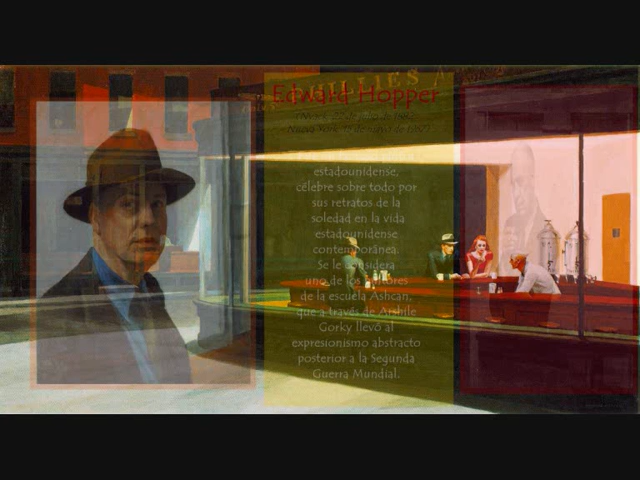 PHILLIES
Edward Hopper
estadounidense,
célebre sobre todo por
sus retratos de la
soledad en la vida
estadounidense
contemporánea.
Se le considera
uno de los pintores
de la escuela Ashcan,
que a través de Arshile
Gorky llevó al
expresionismo abstracto
posterior a la Segunda
Guerra Mundial.